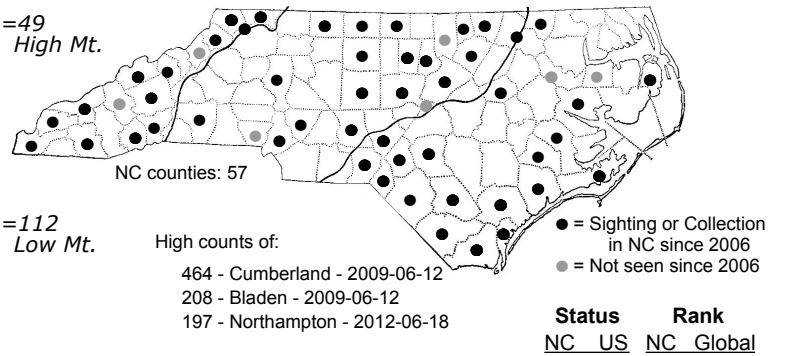 =49
High Mt.
NC counties: 57
=112
Low Mt.
High counts of:
464 - Cumberland - 2009-06-12
208 - Bladen - 2009-06-12
197 - Northampton - 2012-06-18
= Sighting or Collection
in NC since 2006
= Not seen since 2006
Status Rank
NC US NC Global